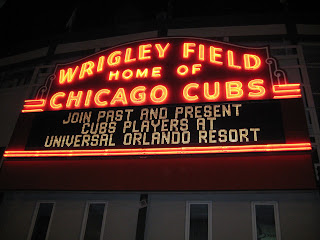 WRIGLEY FIELD
HOME OF
CHICAGO CUBS
JOIN PAST AND PRESENT
CUBS PLAYERS AT
UNIVERSAL ORLANDO RESORT